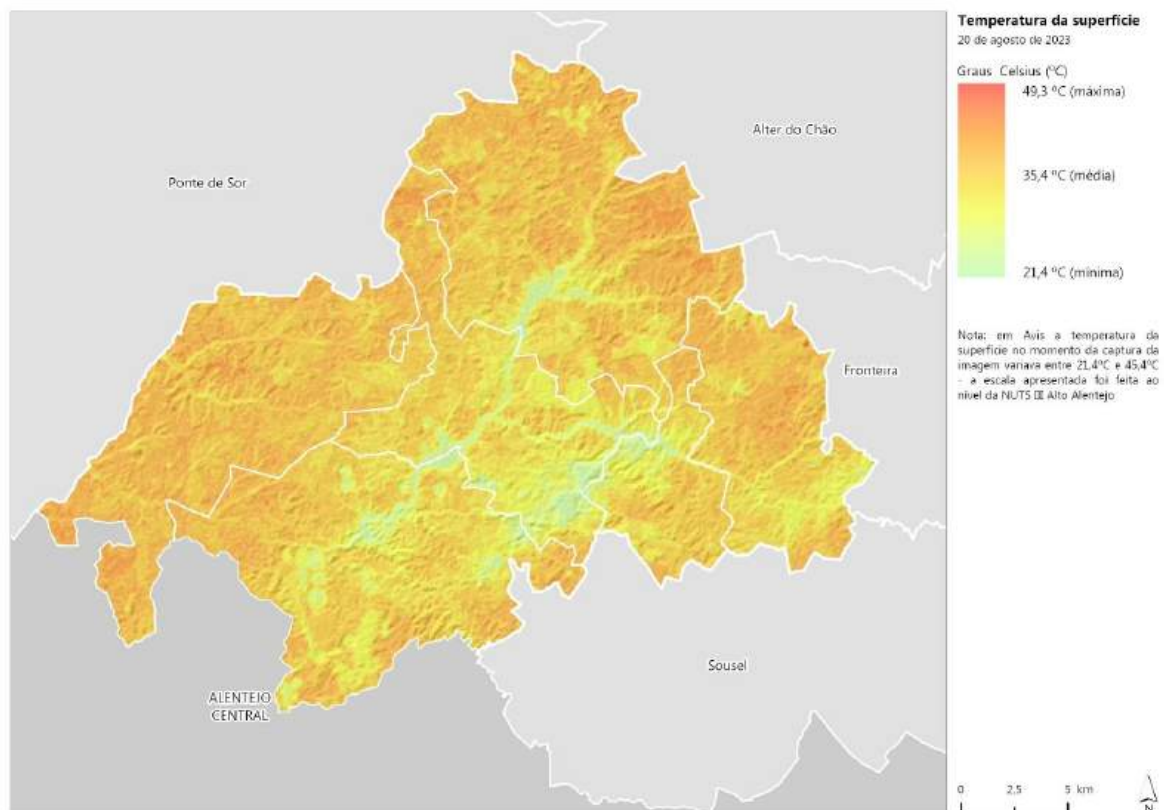 Temperatura da superfície
20 de agosto de 2023
Graus Celsius (ºC)
49,3 ºC (máxima)
35,4 ºC (média)
21,4 ºC (mínima)
Nota: em Avis a temperatura da
superfície no momento da captura da
imagem variava entre 21,4ºC e 45,4ºC
- a escala apresentada foi feita ao
nível da NUTS III Alto Alentejo
Alter do Chão
Ponte de Sor
Fronteira
Sousel
ALENTEJO
CENTRAL
0 2,5 5 km
N